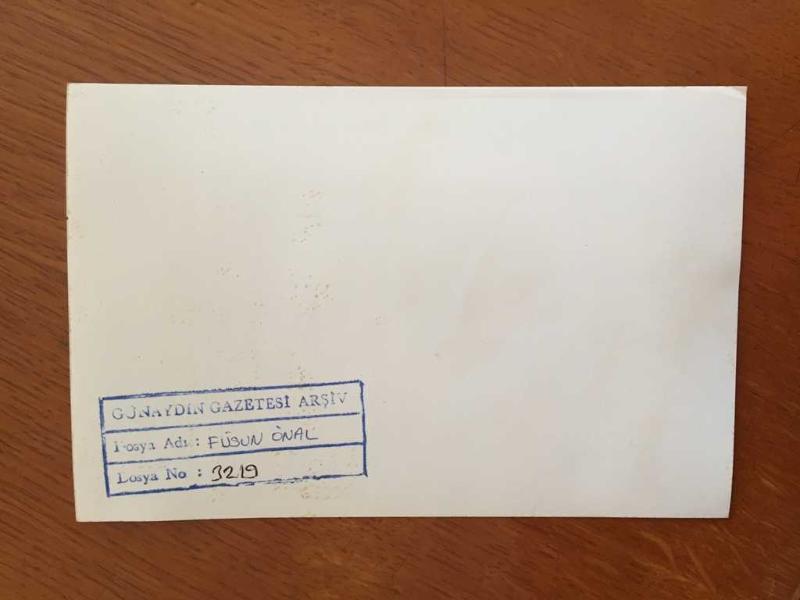 GÜNAYDIN GAZETESİ ARŞİV
Dosya Adı : FÜSUN ÖNAL
Dosya No : 3219